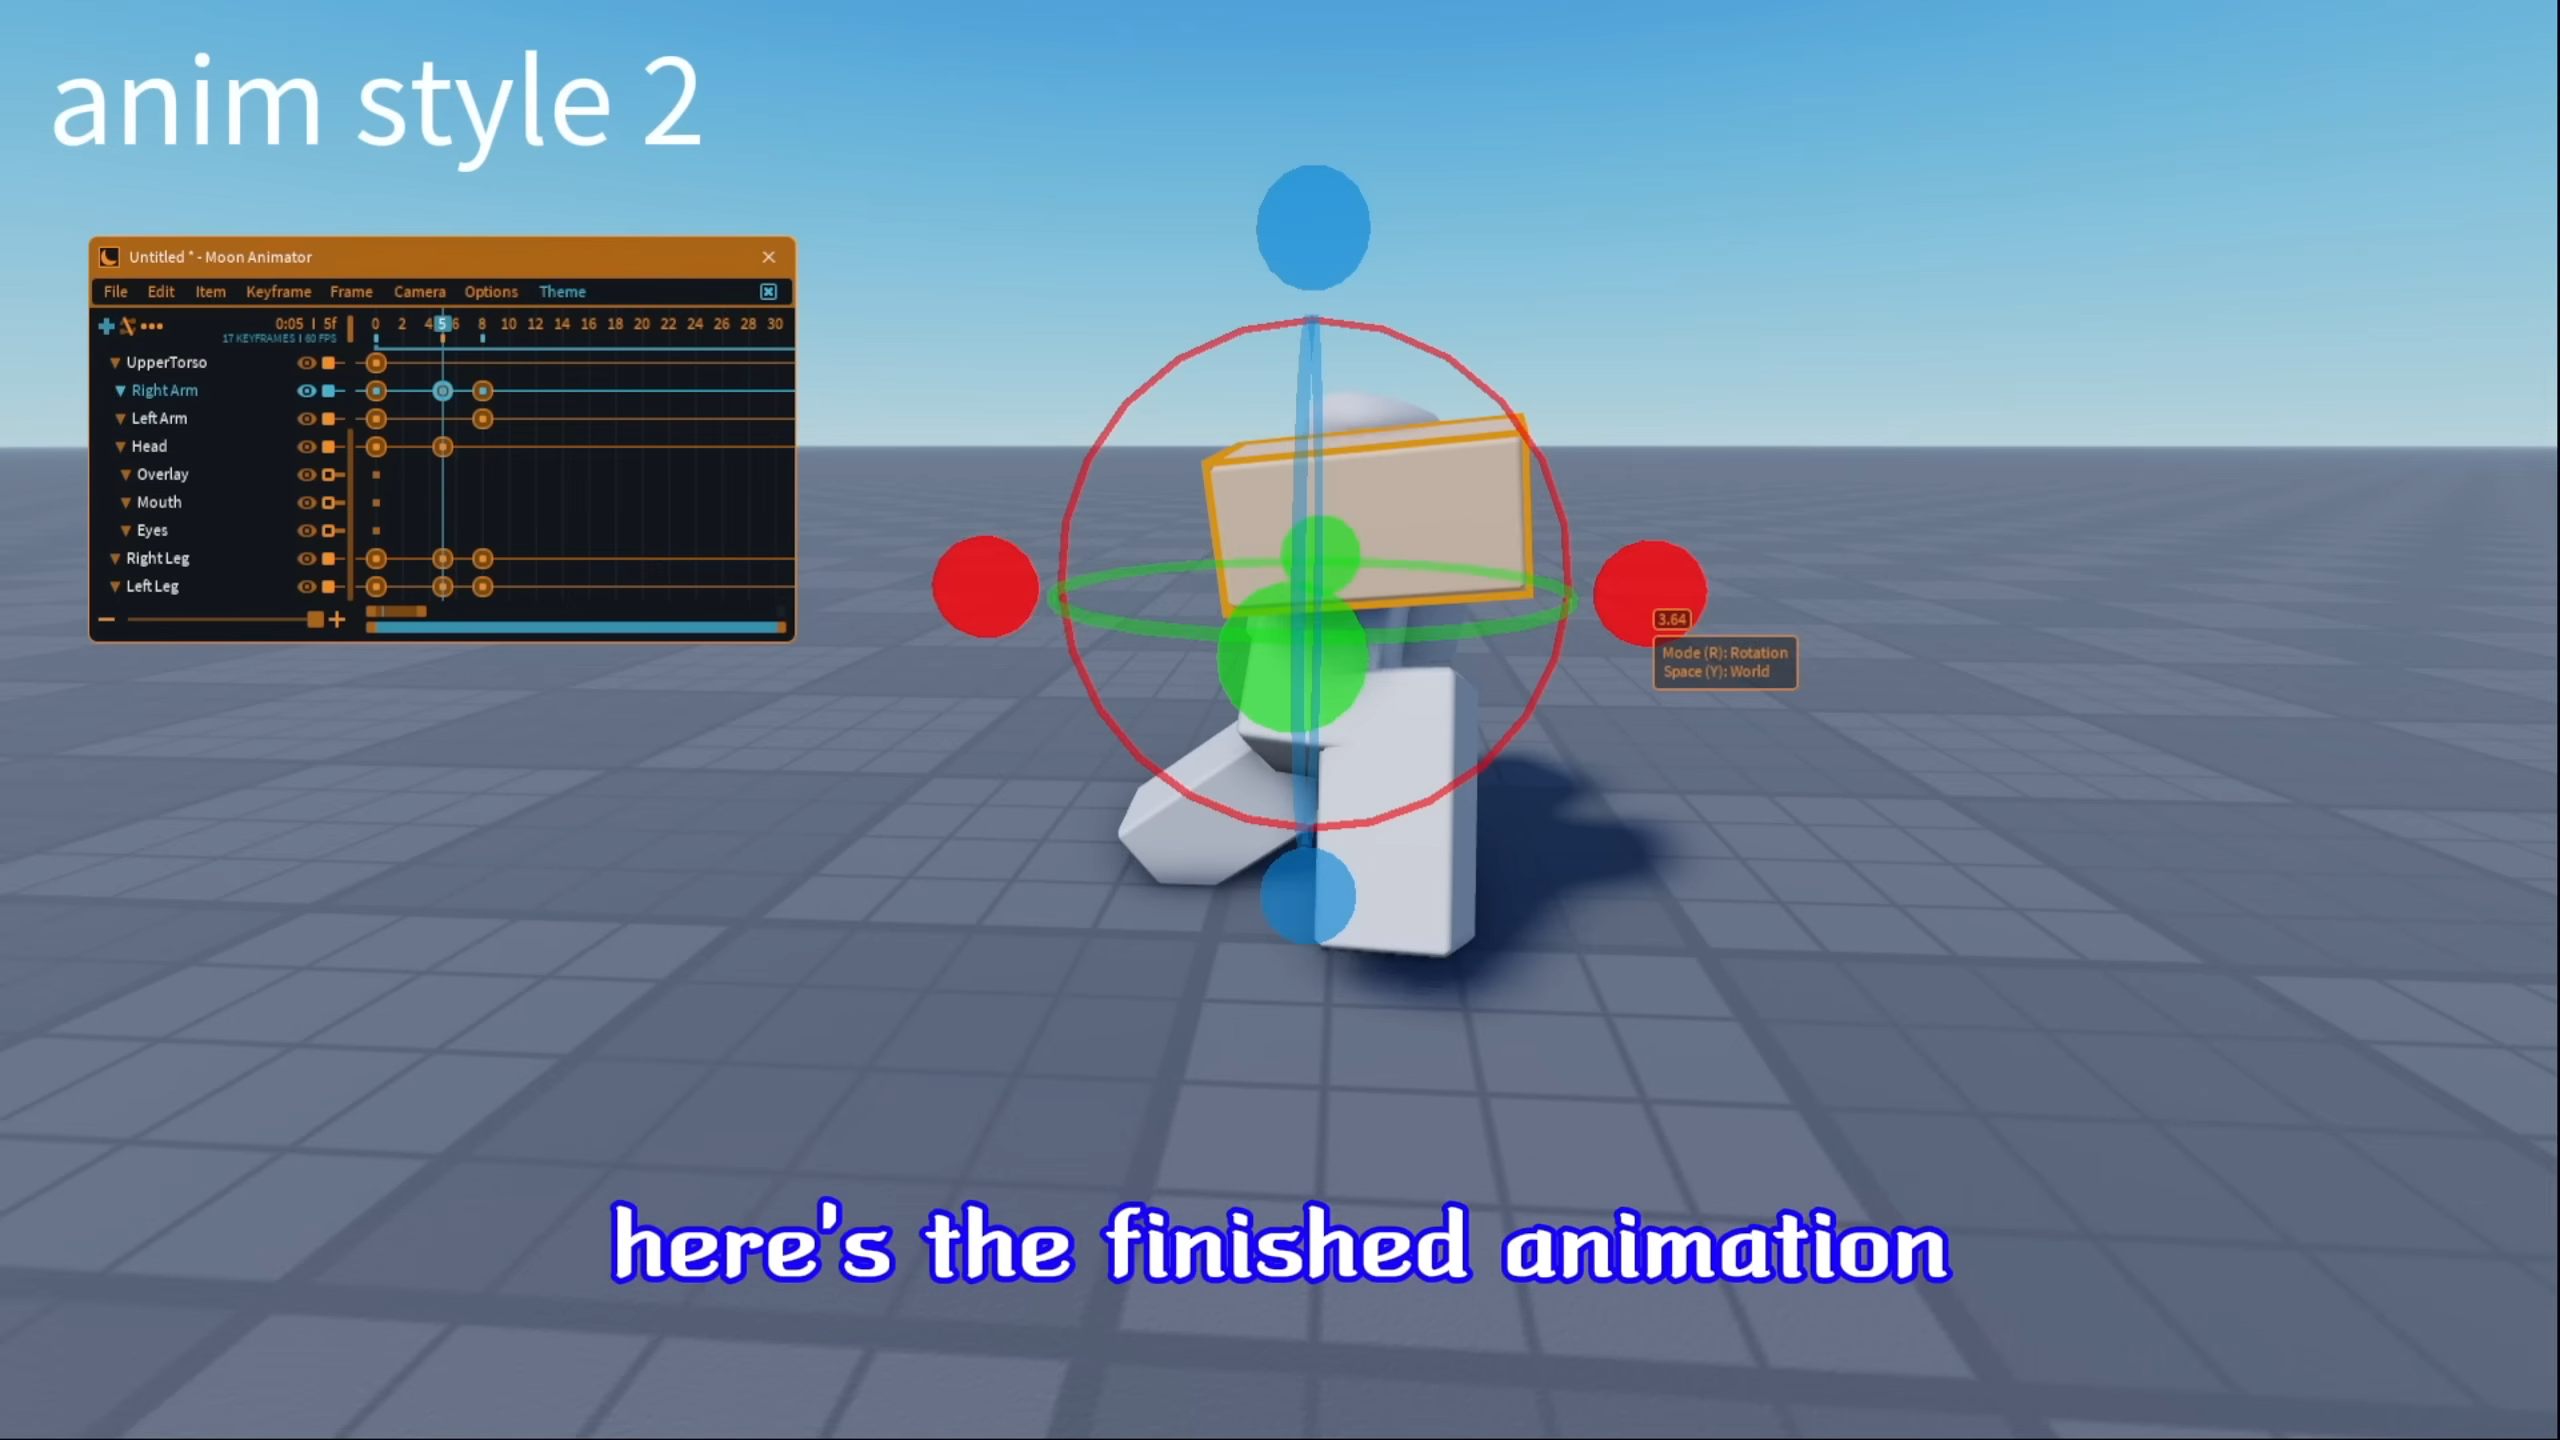 anim style 2
Untitled * - Moon Animator
File Edit Item Keyframe Frame Camera Options Theme
0:05 | 5f 0 2 4 5 6 8 10 12 14 16 18 20 22 24 26 28 30
17 KEYFRAMES | 60 FPS
UpperTorso
Right Arm
Left Arm
Head
Overlay
Mouth
Eyes
Right Leg
Left Leg
3.64
Mode (R): Rotation
Space (Y): World
here's the finished animation